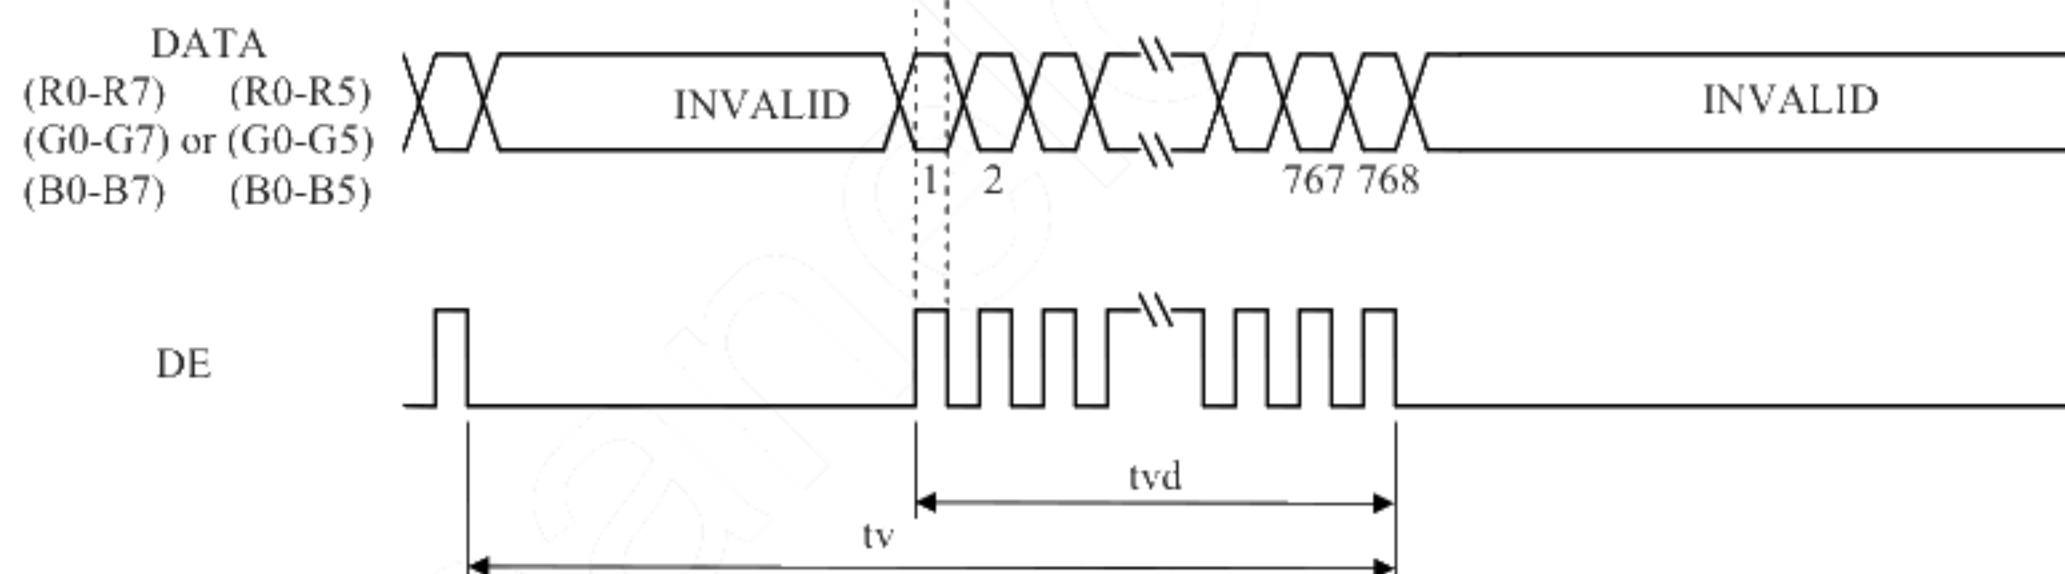 DATA
(R0-R7) (R0-R5)
(G0-G7) or (G0-G5)
(B0-B7) (B0-B5)
INVALID
INVALID
1 2 767 768
DE
tvd
tv